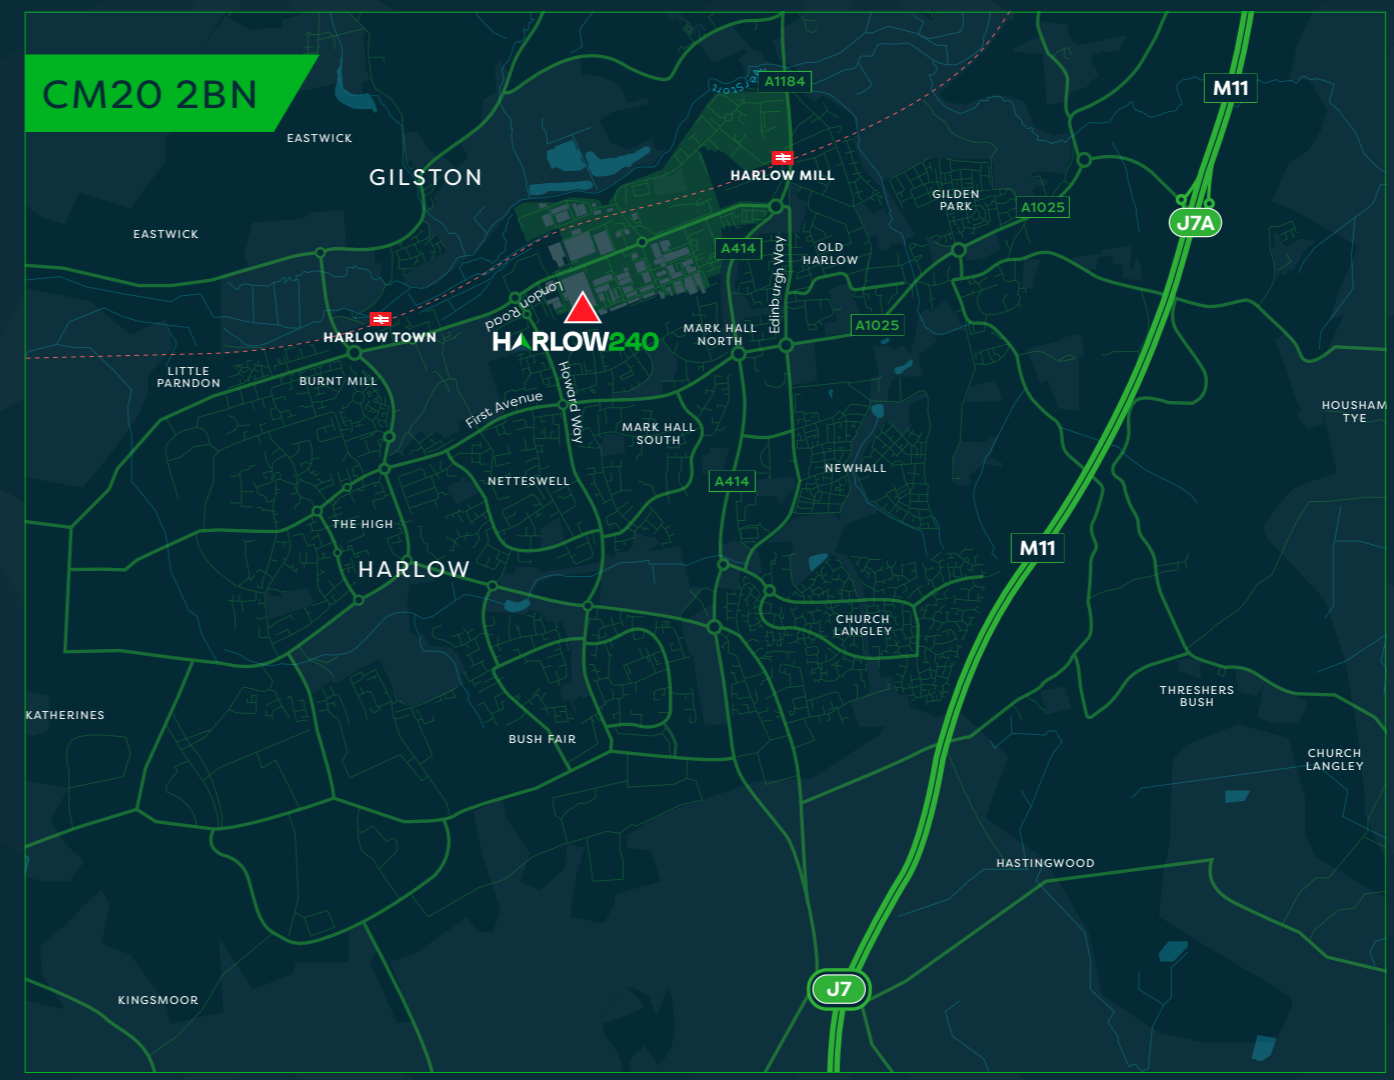 CM20 2BN
A1184
M11
EASTWICK
GILSTON
HARLOW MILL
GILDEN
PARK
A1025
J7A
EASTWICK
A414
OLD
HARLOW
Edinburgh Way
London Road
HARLOW TOWN
HARLOW240
MARK HALL
NORTH
A1025
LITTLE
PARNDON
BURNT MILL
First Avenue
Howard Way
HOUSHAM
TYE
MARK HALL
SOUTH
NETTESWELL
A414
NEWHALL
THE HIGH
M11
HARLOW
CHURCH
LANGLEY
KATHERINES
THRESHERS
BUSH
BUSH FAIR
CHURCH
LANGLEY
HASTINGWOOD
J7
KINGSMOOR